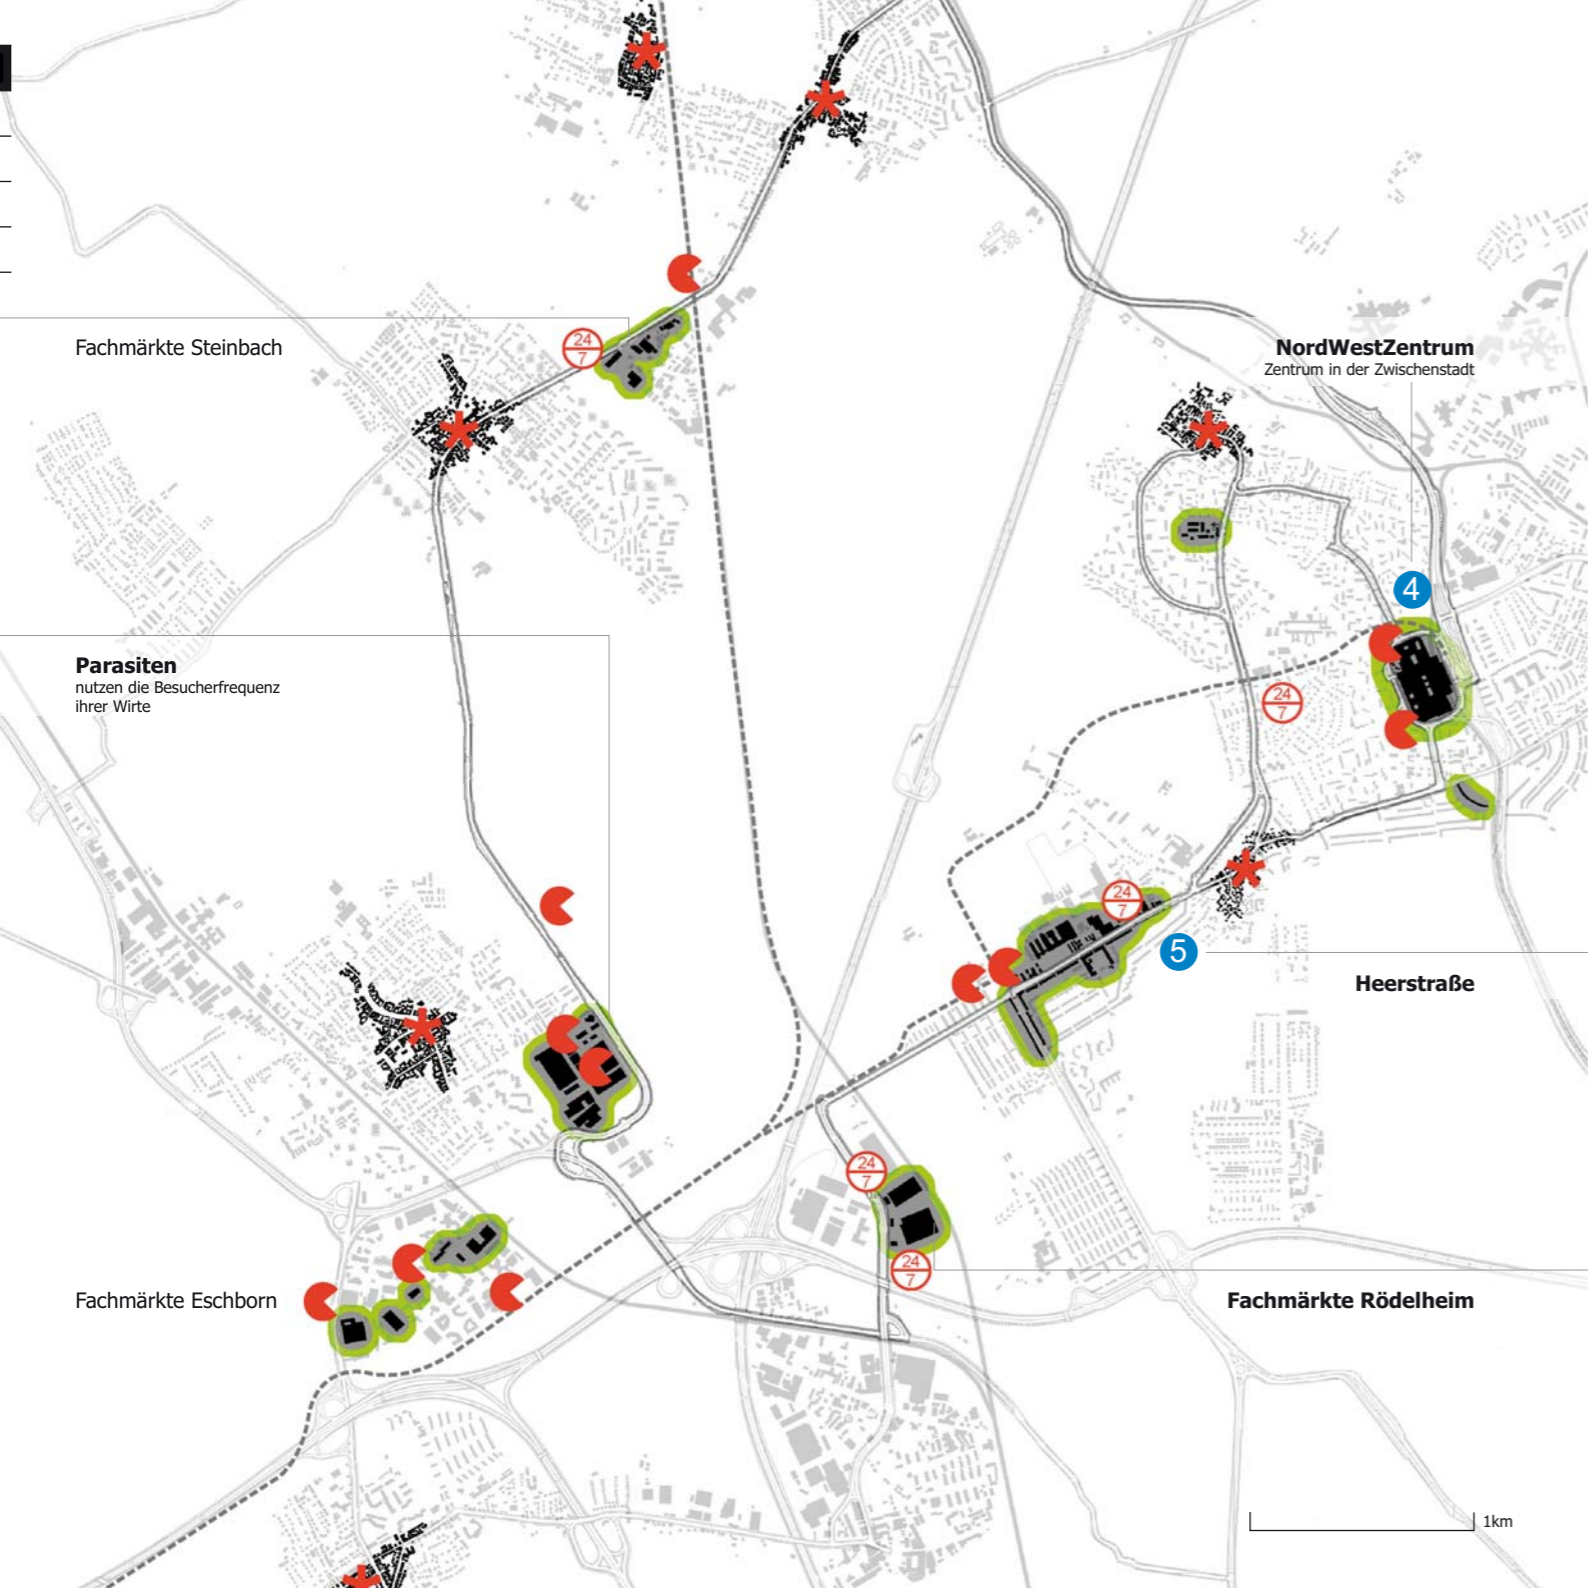 24
7
Fachmärkte Steinbach
NordWestZentrum
Zentrum in der Zwischenstadt
4
Parasiten
nutzen die Besucherfrequenz
ihrer Wirte
24
7
24
7
5
Heerstraße
24
7
24
7
Fachmärkte Eschborn
Fachmärkte Rödelheim
1km